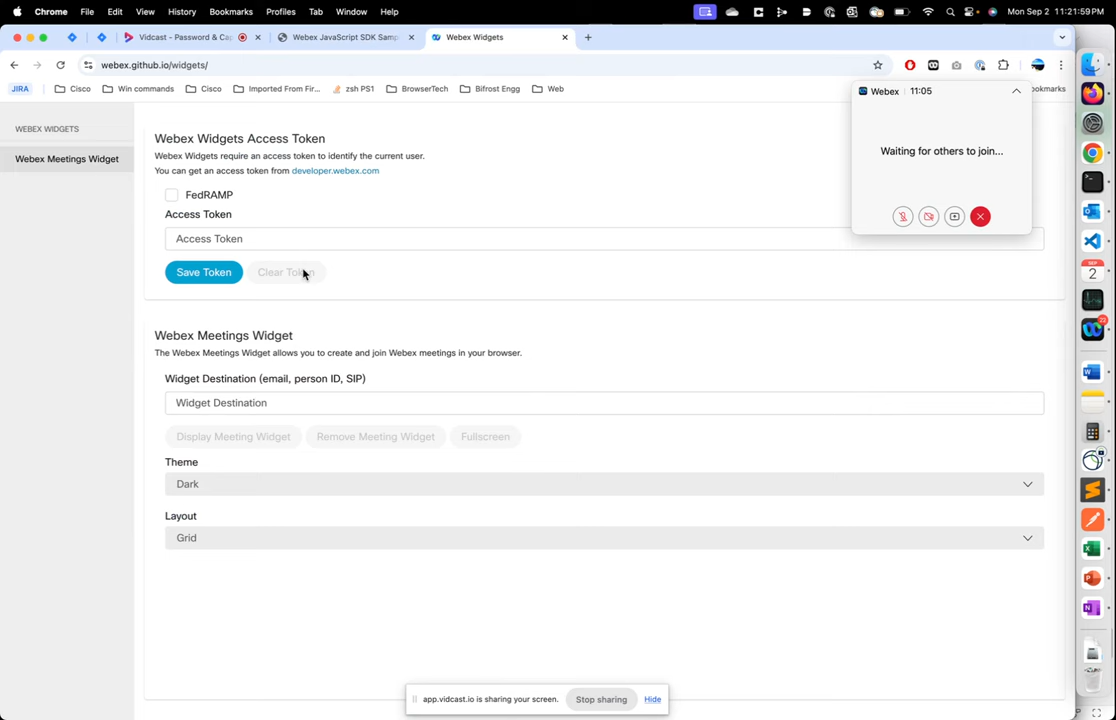 Chrome File Edit View History Bookmarks Profiles Tab Window Help Mon Sep 2 11:21:59 PM
Vidcast - Password & Ca
Webex JavaScript SDK Samp
Webex Widgets
webex.github.io/widgets/
JIRA Cisco Win commands Cisco Imported From Fir... zsh PS1 BrowserTech Bifrost Engg Web
Webex 11:05
Waiting for others to join...
WEBEX WIDGETS
Webex Meetings Widget
Webex Widgets Access Token
Webex Widgets require an access token to identify the current user.
You can get an access token from developer.webex.com
FedRAMP
Access Token
Access Token
Save Token Clear Token
Webex Meetings Widget
The Webex Meetings Widget allows you to create and join Webex meetings in your browser.
Widget Destination (email, person ID, SIP)
Widget Destination
Display Meeting Widget Remove Meeting Widget Fullscreen
Theme
Dark
Layout
Grid
app.vidcast.io is sharing your screen. Stop sharing Hide
SEP
2